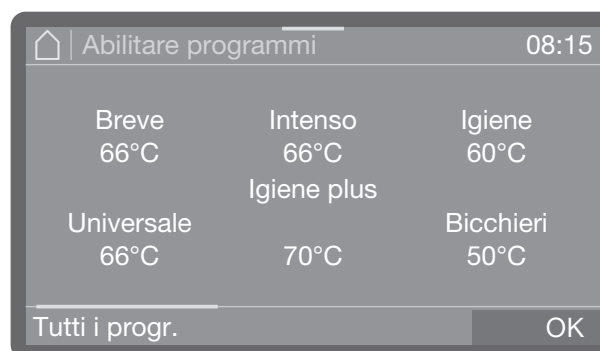 Abilitare programmi 08:15
Breve Intenso Igiene
66°C 66°C 60°C
Igiene plus
Universale Bicchieri
66°C 70°C 50°C
Tutti i progr. OK